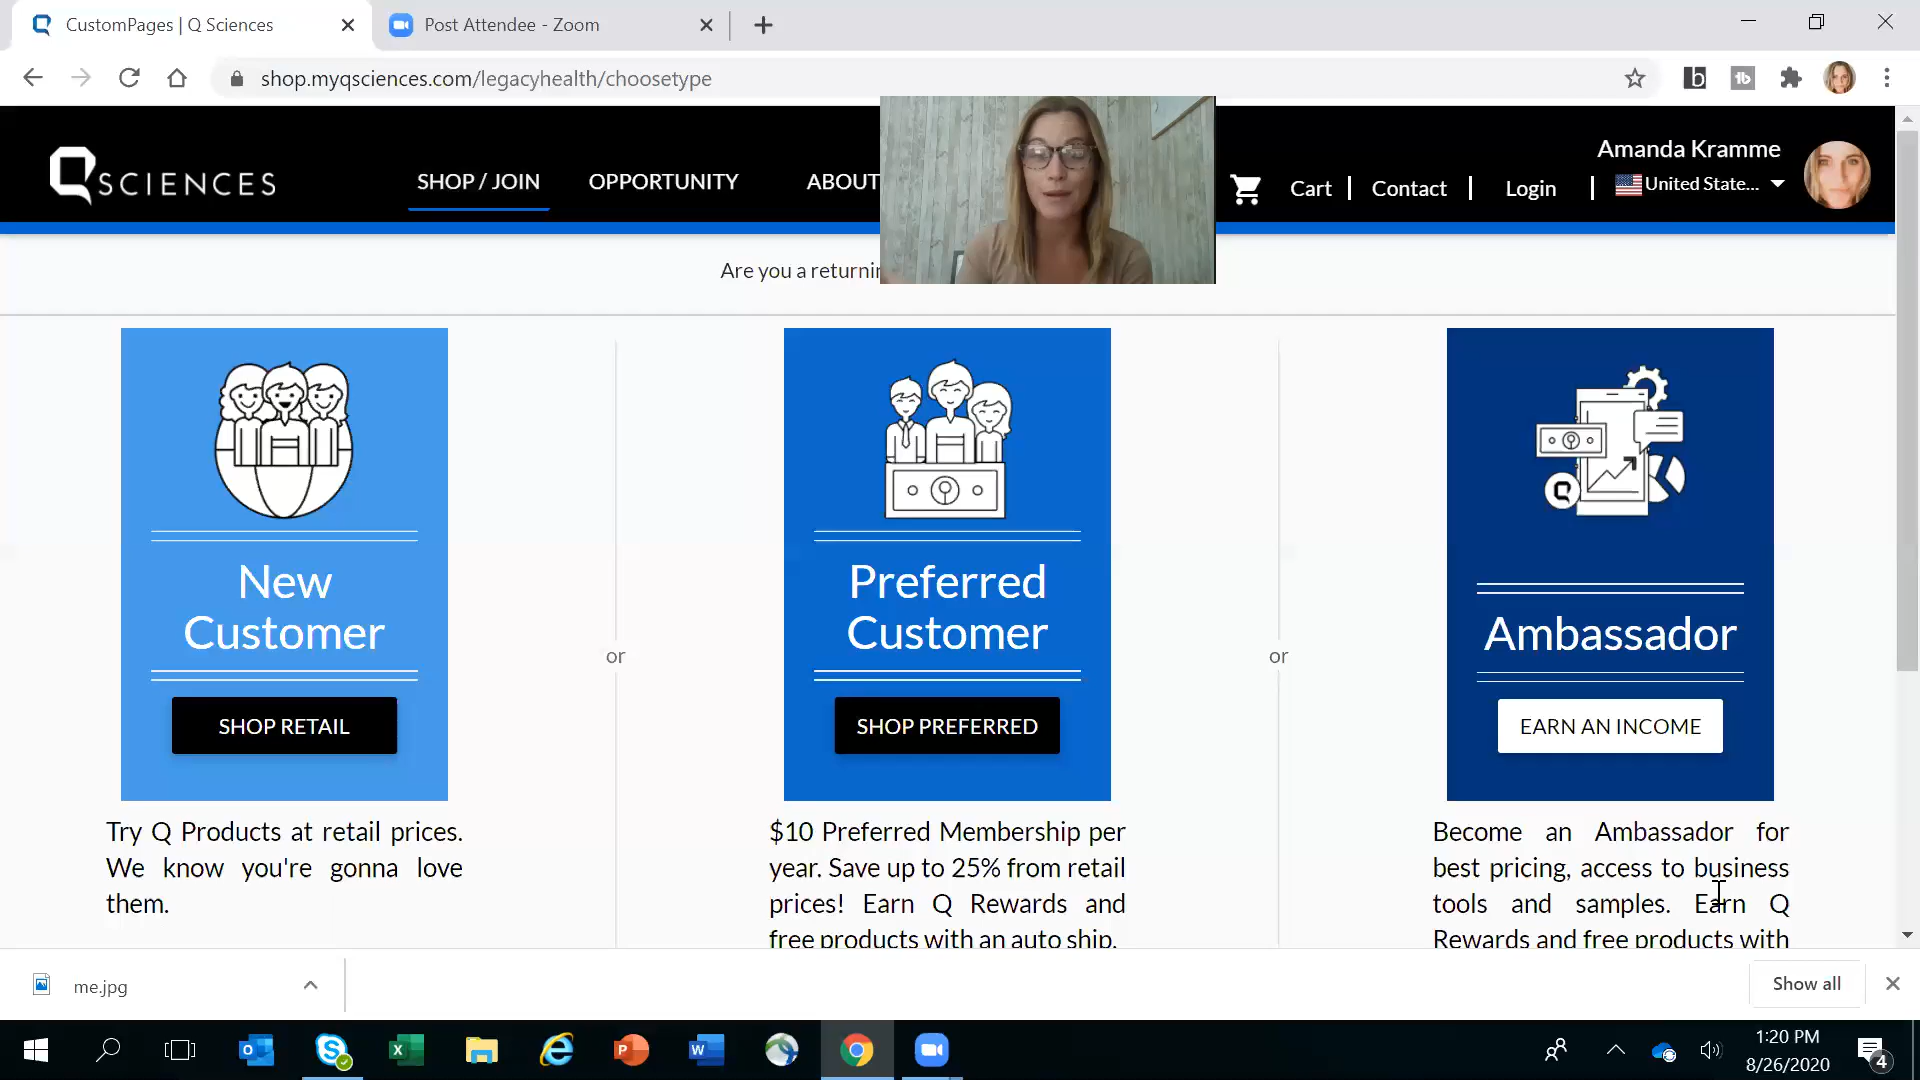 CustomPages | Q Sciences
Post Attendee - Zoom
shop.myqsciences.com/legacyhealth/choosetype
SCIENCES
SHOP / JOIN
OPPORTUNITY
ABOUT
Cart | Contact | Login |
Amanda Kramme
United State...
Are you a returnin
New
Customer
SHOP RETAIL
Try Q Products at retail prices.
We know you're gonna love
them.
or
Preferred
Customer
SHOP PREFERRED
$10 Preferred Membership per
year. Save up to 25% from retail
prices! Earn Q Rewards and
free products with an auto ship.
or
Ambassador
EARN AN INCOME
Become an Ambassador for
best pricing, access to business
tools and samples. Earn Q
Rewards and free products with
me.jpg
Show all
1:20 PM
8/26/2020
4